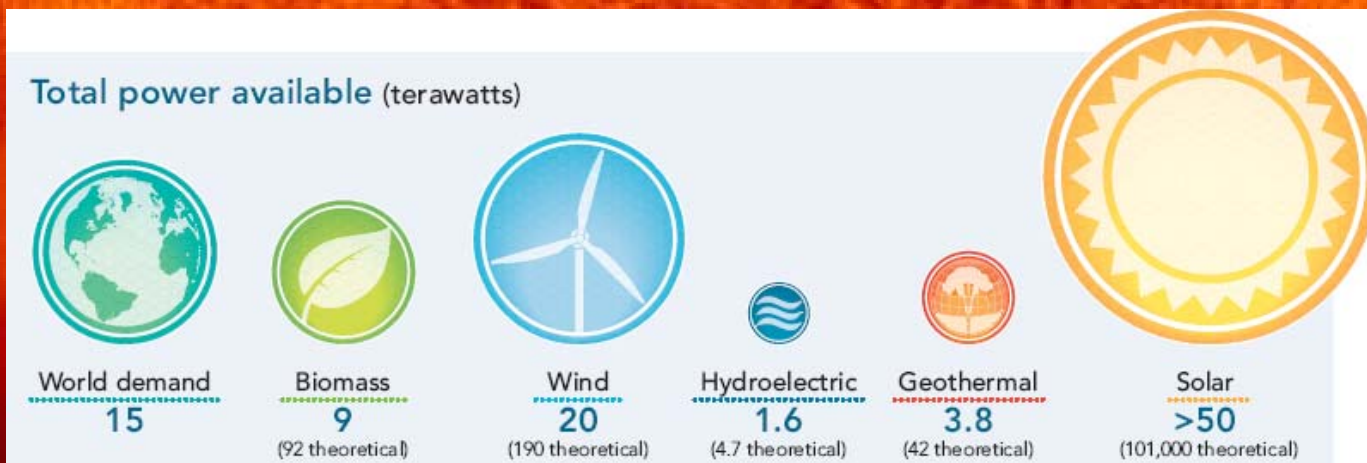 Total power available (terawatts)
World demand
15
Biomass
9
(92 theoretical)
Wind
20
(190 theoretical)
Hydroelectric
1.6
(4.7 theoretical)
Geothermal
3.8
(42 theoretical)
Solar
>50
(101,000 theoretical)